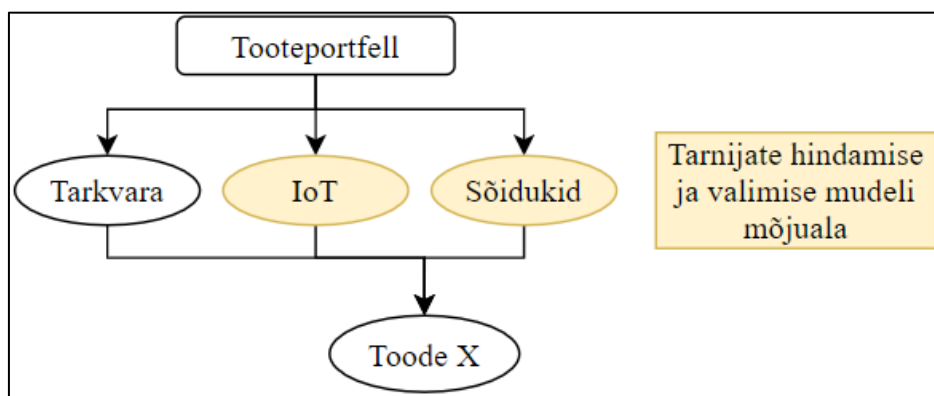 Tooteportfell
Tarkvara
IoT
Sõidukid
Tarnijate hindamise
ja valimise mudeli
mõjuala
Toode X